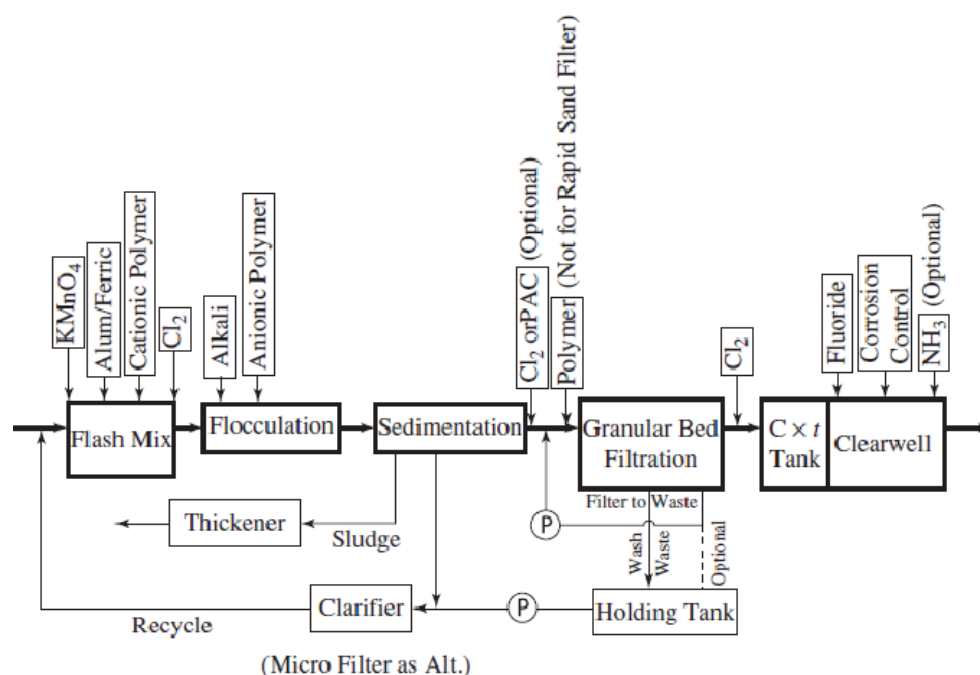 KMnO4
Alum/Ferric
Cationic Polymer
Cl2
Alkali
Anionic Polymer
Cl2 orPAC (Optional)
Polymer (Not for Rapid Sand Filter)
Cl2
Fluoride
Corrosion
Control
NH3 (Optional)
Flash Mix
Flocculation
Sedimentation
Granular Bed
Filtration
C × t
Tank
Clearwell
Filter to Waste
P
Thickener
Sludge
Wash
Waste
Optional
Clarifier
P
Holding Tank
Recycle
(Micro Filter as Alt.)